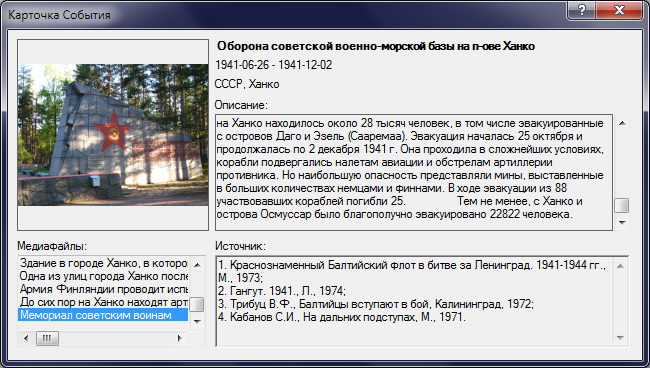 Карточка События
Оборона советской военно-морской базы на п-ове Ханко
1941-06-26 - 1941-12-02
СССР, Ханко
Описание:
на Ханко находилось около 28 тысяч человек, в том числе эвакуированные
с островов Даго и Эзель (Сааремаа). Эвакуация началась 25 октября и
продолжалась по 2 декабря 1941 г. Она проходила в сложнейших условиях,
корабли подвергались налетам авиации и обстрелам артиллерии
противника. Но наибольшую опасность представляли мины, выставленные
в больших количествах немцами и финнами. В ходе эвакуации из 88
участвовавших кораблей погибли 25. Тем не менее, с Ханко и
острова Осмуссар было благополучно эвакуировано 22822 человека.
Медиафайлы:
Здание в городе Ханко, в которо
Одна из улиц города Ханко после
Армия Финляндии проводит исп
До сих пор на Ханко находят арт
Мемориал советским воинам
Источник:
1. Краснознаменный Балтийский флот в битве за Ленинград. 1941-1944 гг.,
М., 1973;
2. Гангут. 1941., Л., 1974;
3. Трибуц В.Ф., Балтийцы вступают в бой, Калининград, 1972;
4. Кабанов С.И., На дальних подступах, М., 1971.